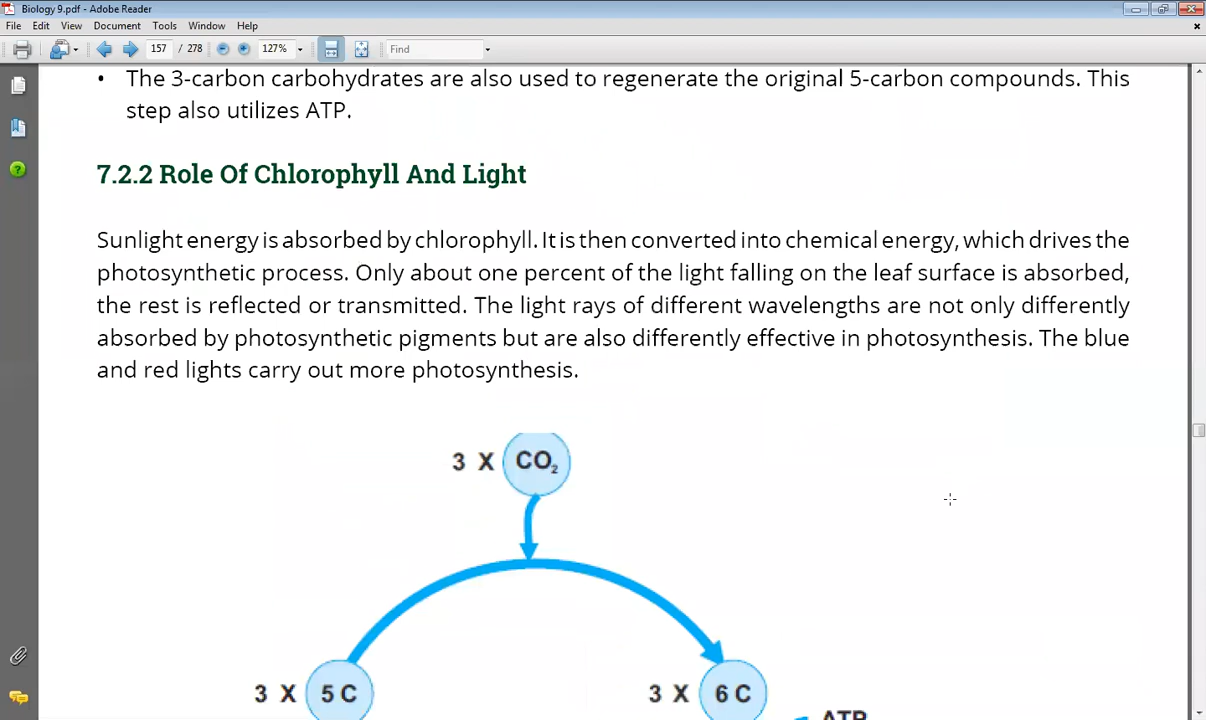 Biology 9.pdf - Adobe Reader
File Edit View Document Tools Window Help
157 / 278 127% Find
• The 3-carbon carbohydrates are also used to regenerate the original 5-carbon compounds. This
step also utilizes ATP.
7.2.2 Role Of Chlorophyll And Light
Sunlight energy is absorbed by chlorophyll. It is then converted into chemical energy, which drives the
photosynthetic process. Only about one percent of the light falling on the leaf surface is absorbed,
the rest is reflected or transmitted. The light rays of different wavelengths are not only differently
absorbed by photosynthetic pigments but are also differently effective in photosynthesis. The blue
and red lights carry out more photosynthesis.
3 X CO₂
3 X 5 C 3 X 6 C
ATP